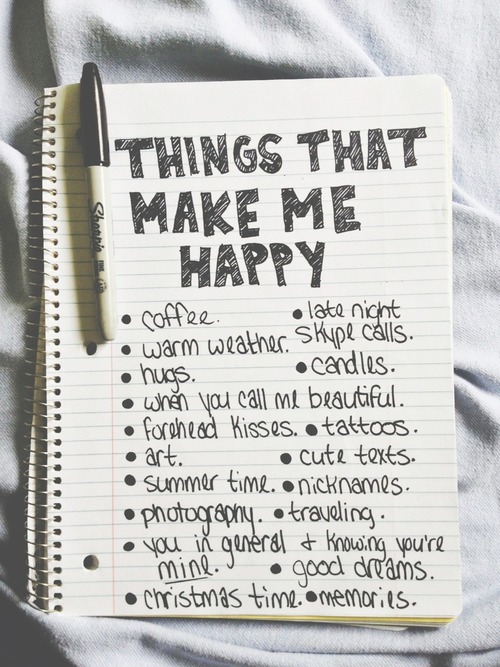 THINGS THAT
MAKE ME
HAPPY
Sharpie
• coffee. • late night
skype calls.
• warm weather.
• hugs. • candles.
• when you call me beautiful.
• forehead kisses. • tattoos.
• art. • cute texts.
• summer time. • nicknames.
• photography. • traveling.
• you in general + knowing you're
mine. • good dreams.
• christmas time. • memories.